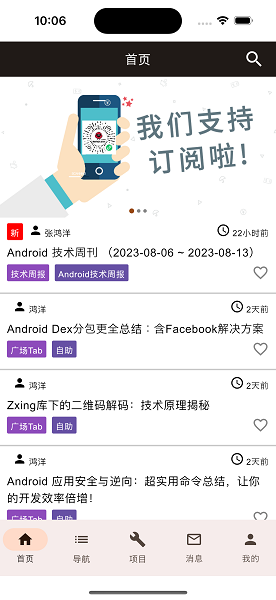 10:06
首页
我们支持
订阅啦!
新 张鸿洋 22小时前
Android 技术周刊 （2023-08-06 ~ 2023-08-13）
技术周报 Android技术周报
鸿洋 2天前
Android Dex分包更全总结：含Facebook解决方案
广场Tab 自助
鸿洋 2天前
Zxing库下的二维码解码：技术原理揭秘
广场Tab 自助
鸿洋 2天前
Android 应用安全与逆向：超实用命令总结，让你
的开发效率倍增！
广场Tab 自助
首页 导航 项目 消息 我的